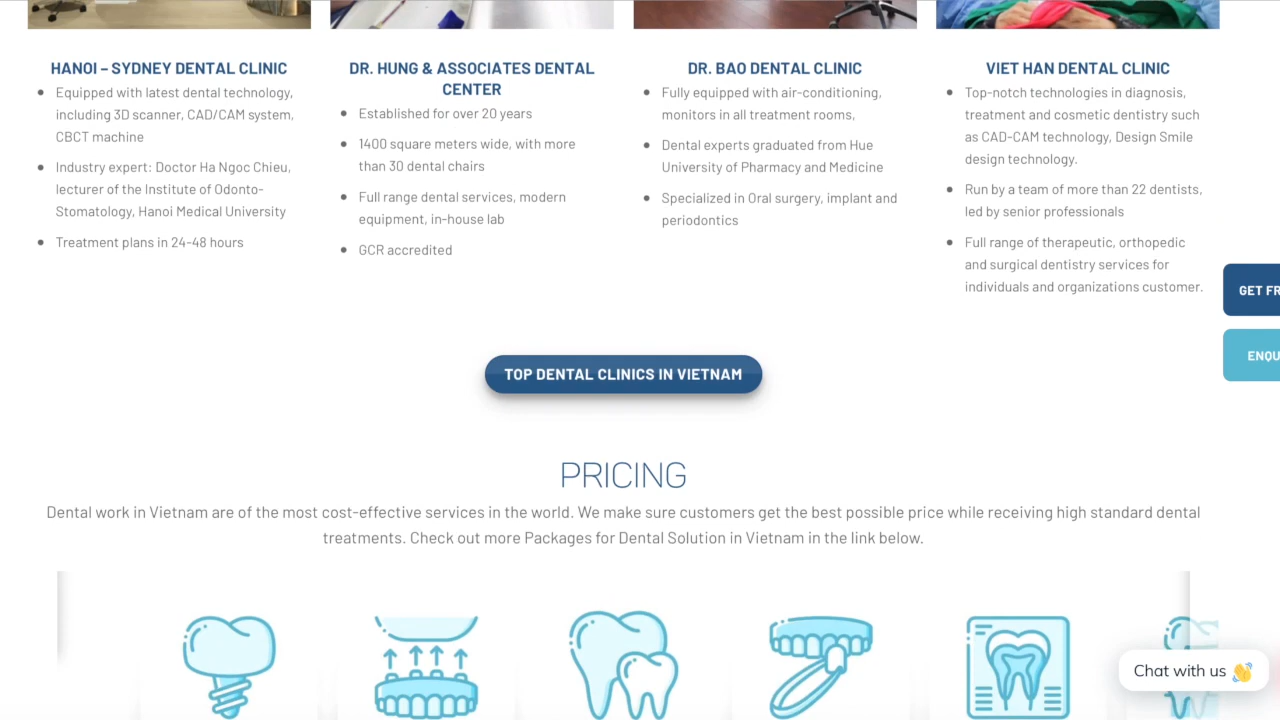 HANOI – SYDNEY DENTAL CLINIC
Equipped with latest dental technology,
including 3D scanner, CAD/CAM system,
CBCT machine
Industry expert: Doctor Ha Ngoc Chieu,
lecturer of the Institute of Odonto-
Stomatology, Hanoi Medical University
Treatment plans in 24-48 hours
DR. HUNG & ASSOCIATES DENTAL
CENTER
Established for over 20 years
1400 square meters wide, with more
than 30 dental chairs
Full range dental services, modern
equipment, in-house lab
GCR accredited
DR. BAO DENTAL CLINIC
Fully equipped with air-conditioning,
monitors in all treatment rooms,
Dental experts graduated from Hue
University of Pharmacy and Medicine
Specialized in Oral surgery, implant and
periodontics
VIET HAN DENTAL CLINIC
Top-notch technologies in diagnosis,
treatment and cosmetic dentistry such
as CAD-CAM technology, Design Smile
design technology.
Run by a team of more than 22 dentists,
led by senior professionals
Full range of therapeutic, orthopedic
and surgical dentistry services for
individuals and organizations customer.
GET FR
ENQU
TOP DENTAL CLINICS IN VIETNAM
PRICING
Dental work in Vietnam are of the most cost-effective services in the world. We make sure customers get the best possible price while receiving high standard dental
treatments. Check out more Packages for Dental Solution in Vietnam in the link below.
Chat with us 👋